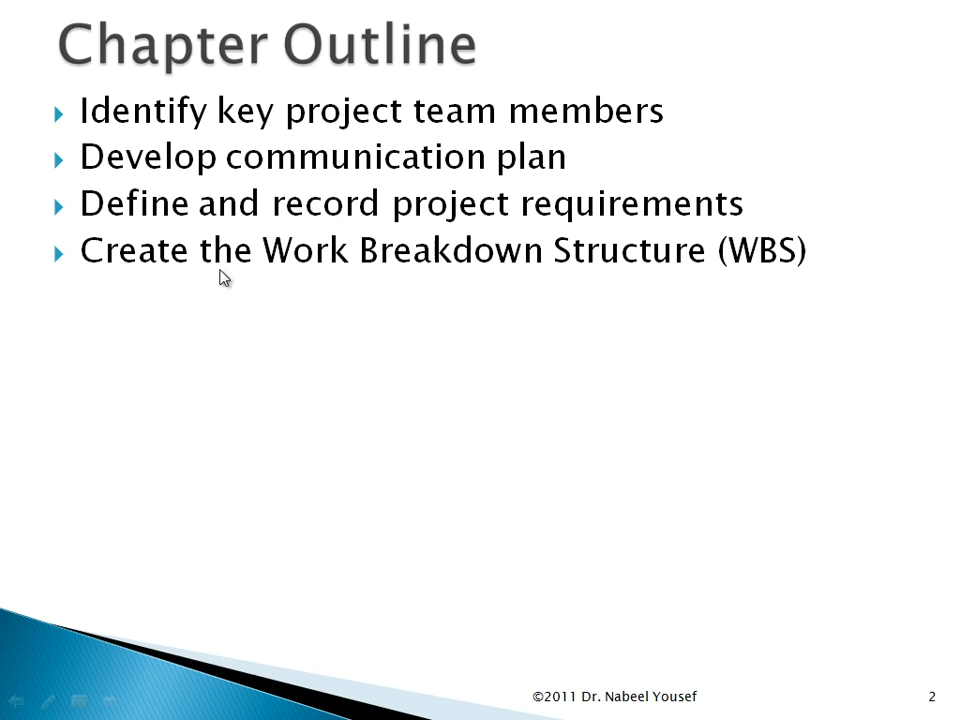 Chapter Outline
Identify key project team members
Develop communication plan
Define and record project requirements
Create the Work Breakdown Structure (WBS)
©2011 Dr. Nabeel Yousef
2